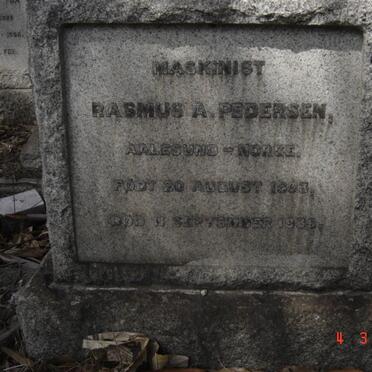 MASKINIST
RASMUS A. PEDERSEN,
AALESUND - NORGE.
FØDT 20 AUGUST
DØD 11 SEPTEMBER
4 3